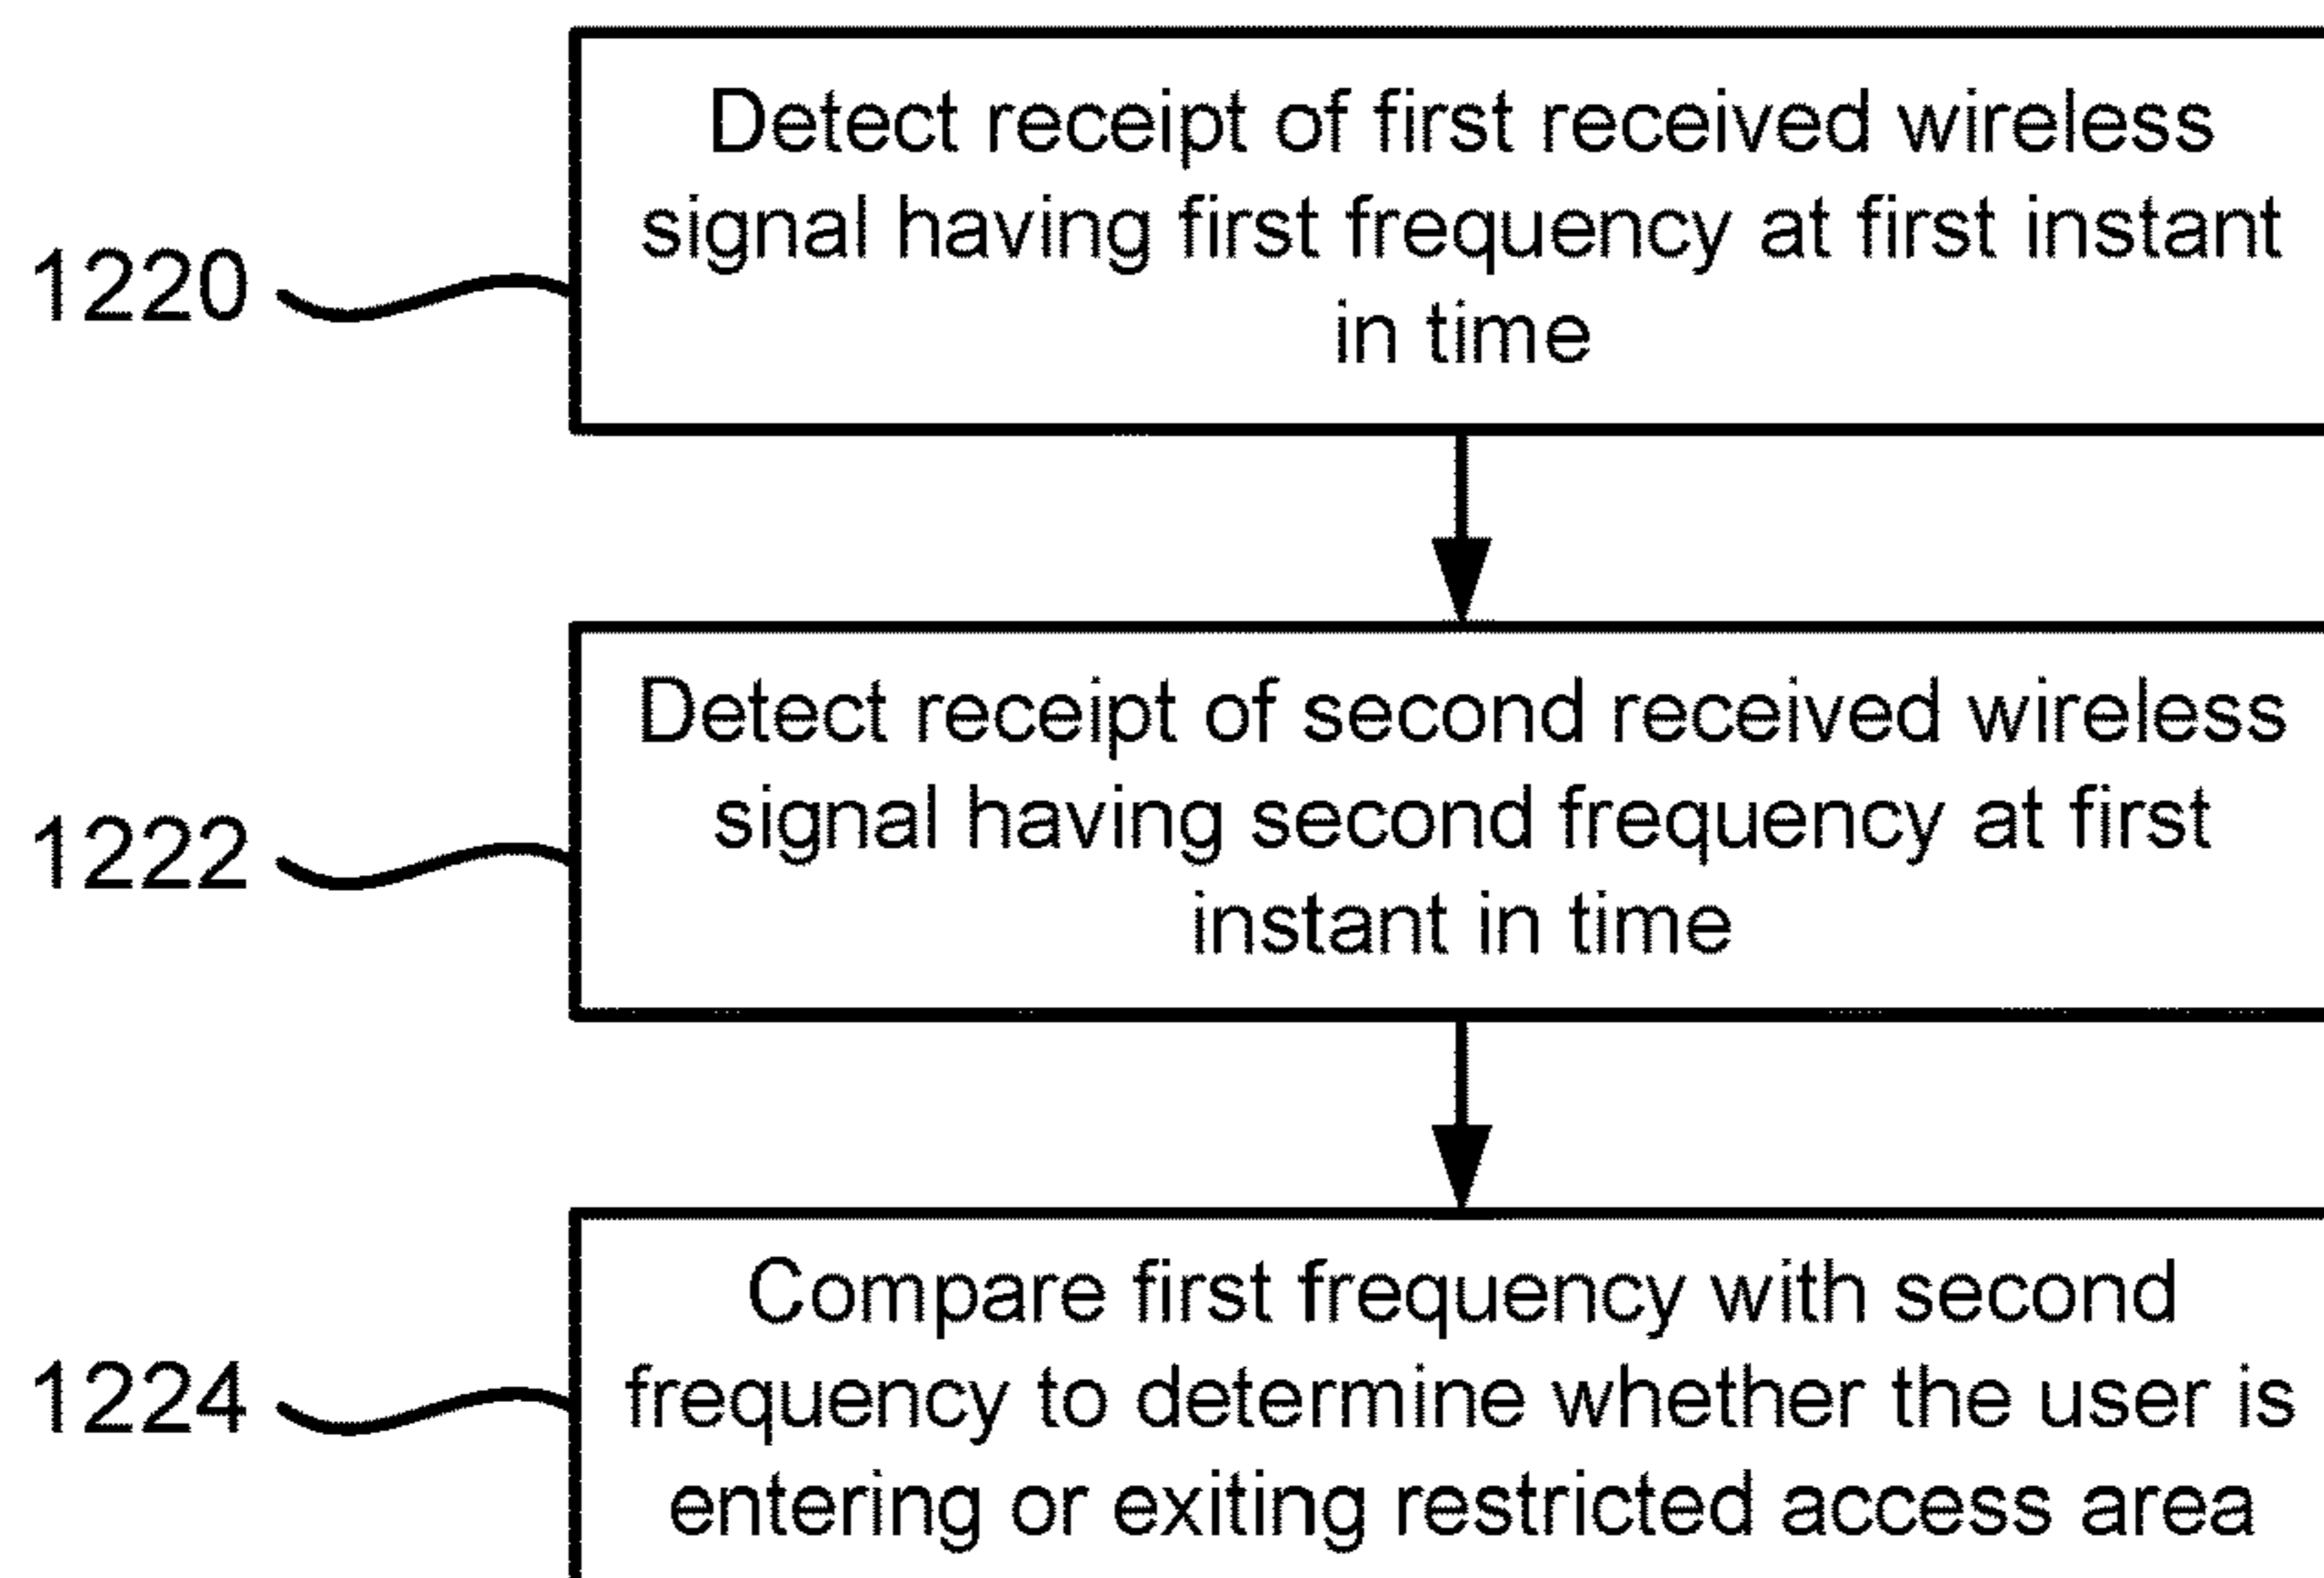 Detect receipt of first received wireless
signal having first frequency at first instant
in time
1220
Detect receipt of second received wireless
signal having second frequency at first
instant in time
1222
Compare first frequency with second
frequency to determine whether the user is
entering or exiting restricted access area
1224